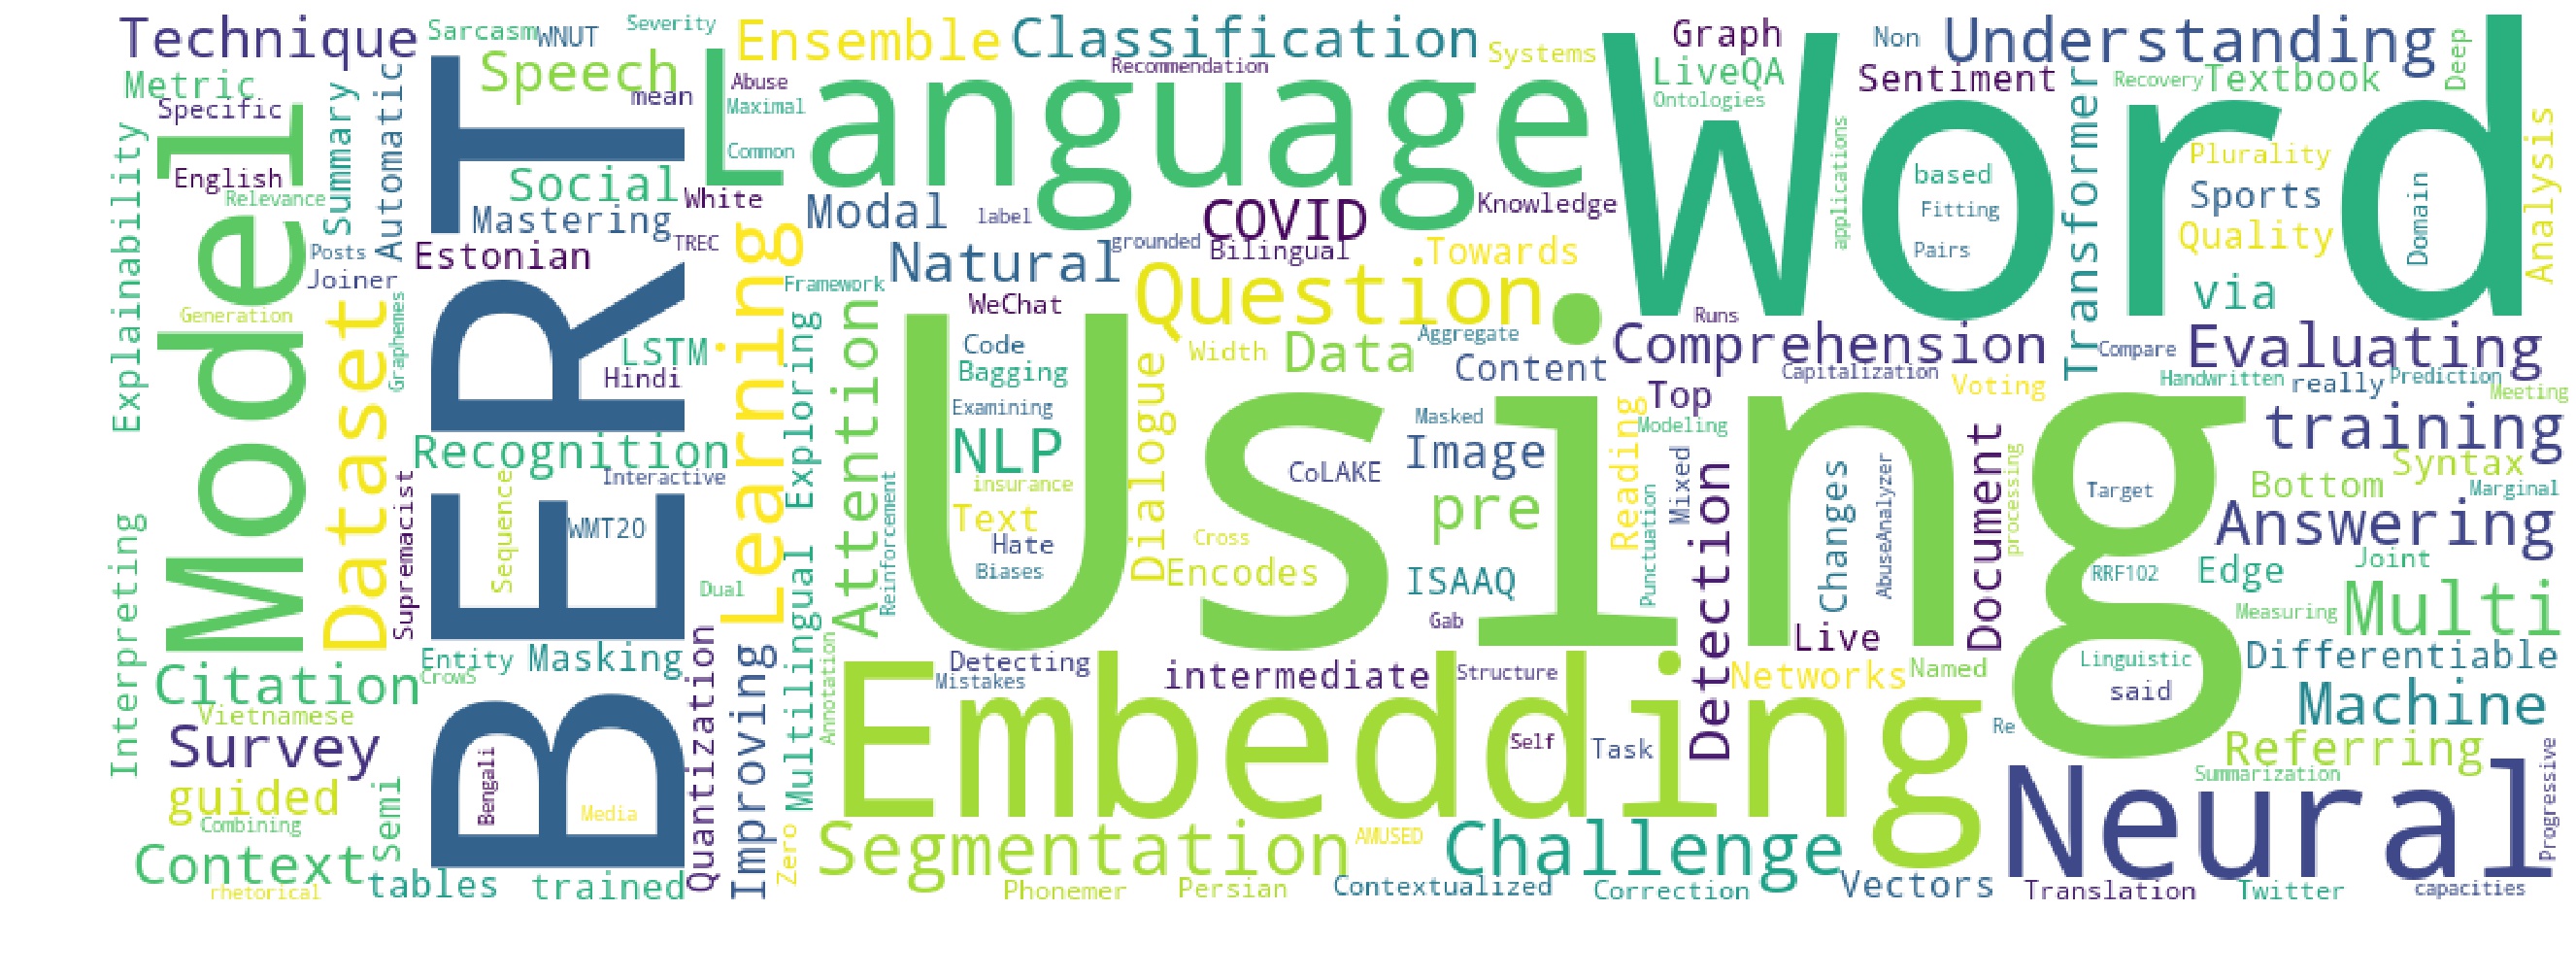 Technique
Sarcasm
WNUT
Severity
Ensemble
Classification
Systems
Word
Graph
Non
Understanding
Deep
Metric
Speech
Language
Abuse
Recommendation
LiveQA
Sentiment
Recovery
Textbook
Specific
Model
Summary
Automatic
BERT
mean
Maximal
Ontologies
Transformer
Analysis
Explainability
English
Relevance
Common
applications
Plurality
Social
White
Modal
label
COVID
Knowledge
based
Sports
Domain
Mastering
TREC
grounded
Bilingual
Towards
Fitting
Quality
Posts
Estonian
Learning
Natural
Pairs
Joiner
Framework
Question
via
Generation
Dataset
Graphemes
WeChat
Runs
LSTM
Exploring
Attention
Using
Code
Width
Data
Aggregate
Comprehension
Compare
Evaluating
Hindi
Bagging
Dialogue
Content
Capitalization
Voting
Handwritten
really
Prediction
Meeting
Examining
Masked
Top
Modeling
Recognition
NLP
Image
Reading
training
Interactive
insurance
CoLAKE
Mixed
Changes
AbuseAnalyzer
Document
processing
Target
Bottom
Syntax
Marginal
Supremacist
Sequence
WMT20
Reinforcement
Text
Hate
Cross
pre
Punctuation
Detection
Answering
Interpreting
Biases
Encodes
ISAAQ
RRF102
Edge
Joint
Dual
Multilingual
Gab
Live
Measuring
Multi
Citation
Entity
CrowS
Masking
Quantization
Improving
Annotation
Detecting
Mistakes
intermediate
Structure
Networks
Named
Linguistic
said
Differentiable
Vietnamese
Embedding
Machine
Survey
Bengali
Self
Task
Re
Referring
guided
Semi
Media
Summarization
Progressive
Combining
Zero
Segmentation
AMUSED
Challenge
Neural
Context
tables
trained
Vectors
rhetorical
Phonemer
Persian
Contextualized
Correction
Translation
Twitter
capacities